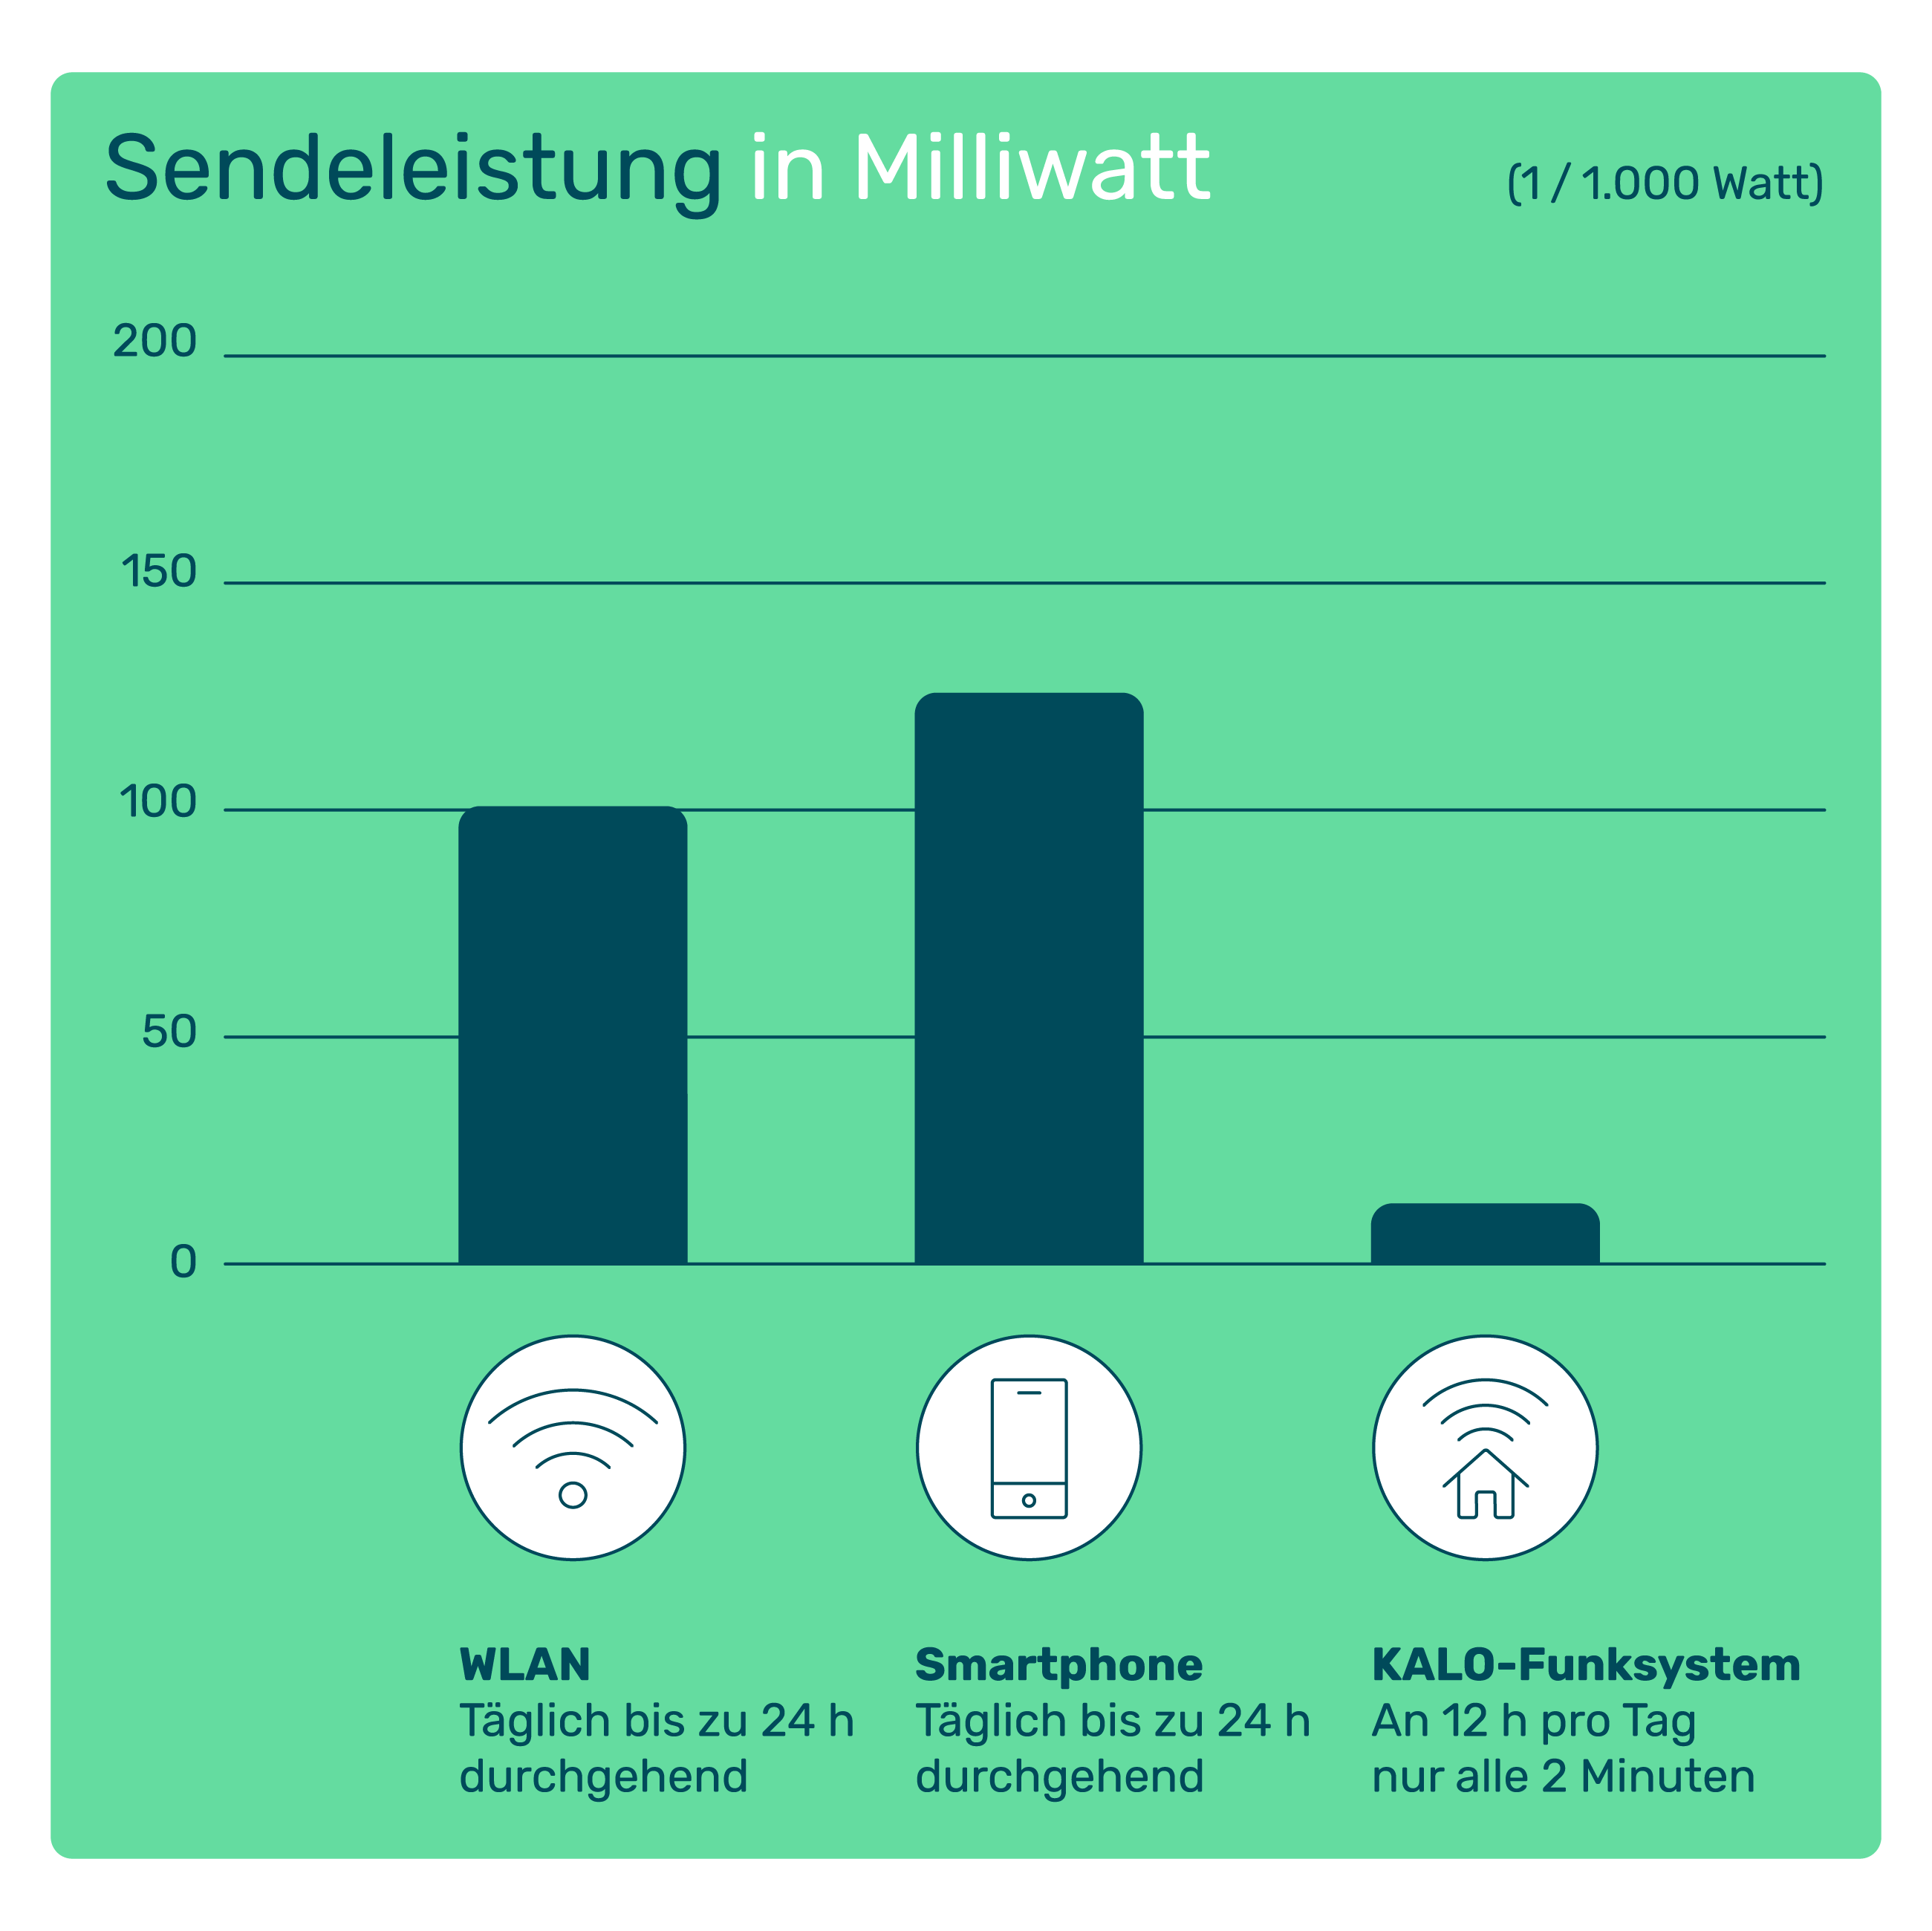 Sendeleistung in Milliwatt
(1 / 1.000 Watt)
200
150
100
50
0
WLAN
Täglich bis zu 24 h
durchgehend
Smartphone
Täglich bis zu 24 h
durchgehend
KALO-Funksystem
An 12 h pro Tag
nur alle 2 Minuten